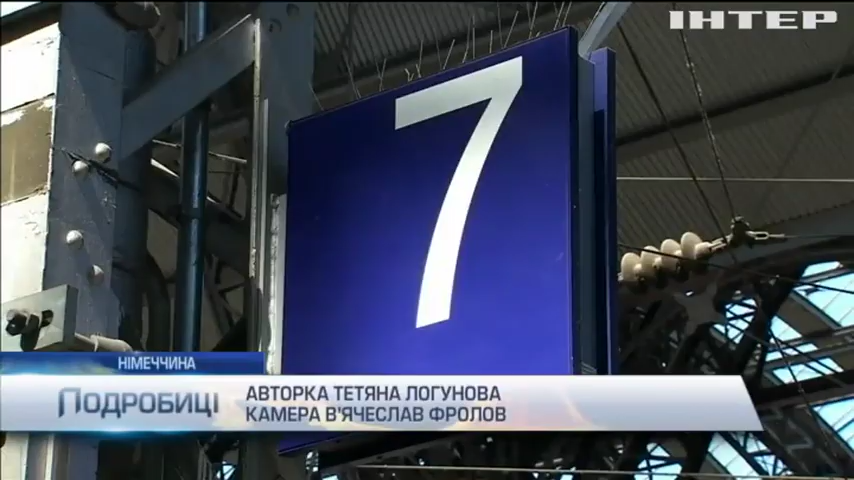 ІНТЕР
7
НІМЕЧЧИНА
ПОДРОБИЦІ
АВТОРКА ТЕТЯНА ЛОГУНОВА
КАМЕРА В'ЯЧЕСЛАВ ФРОЛОВ